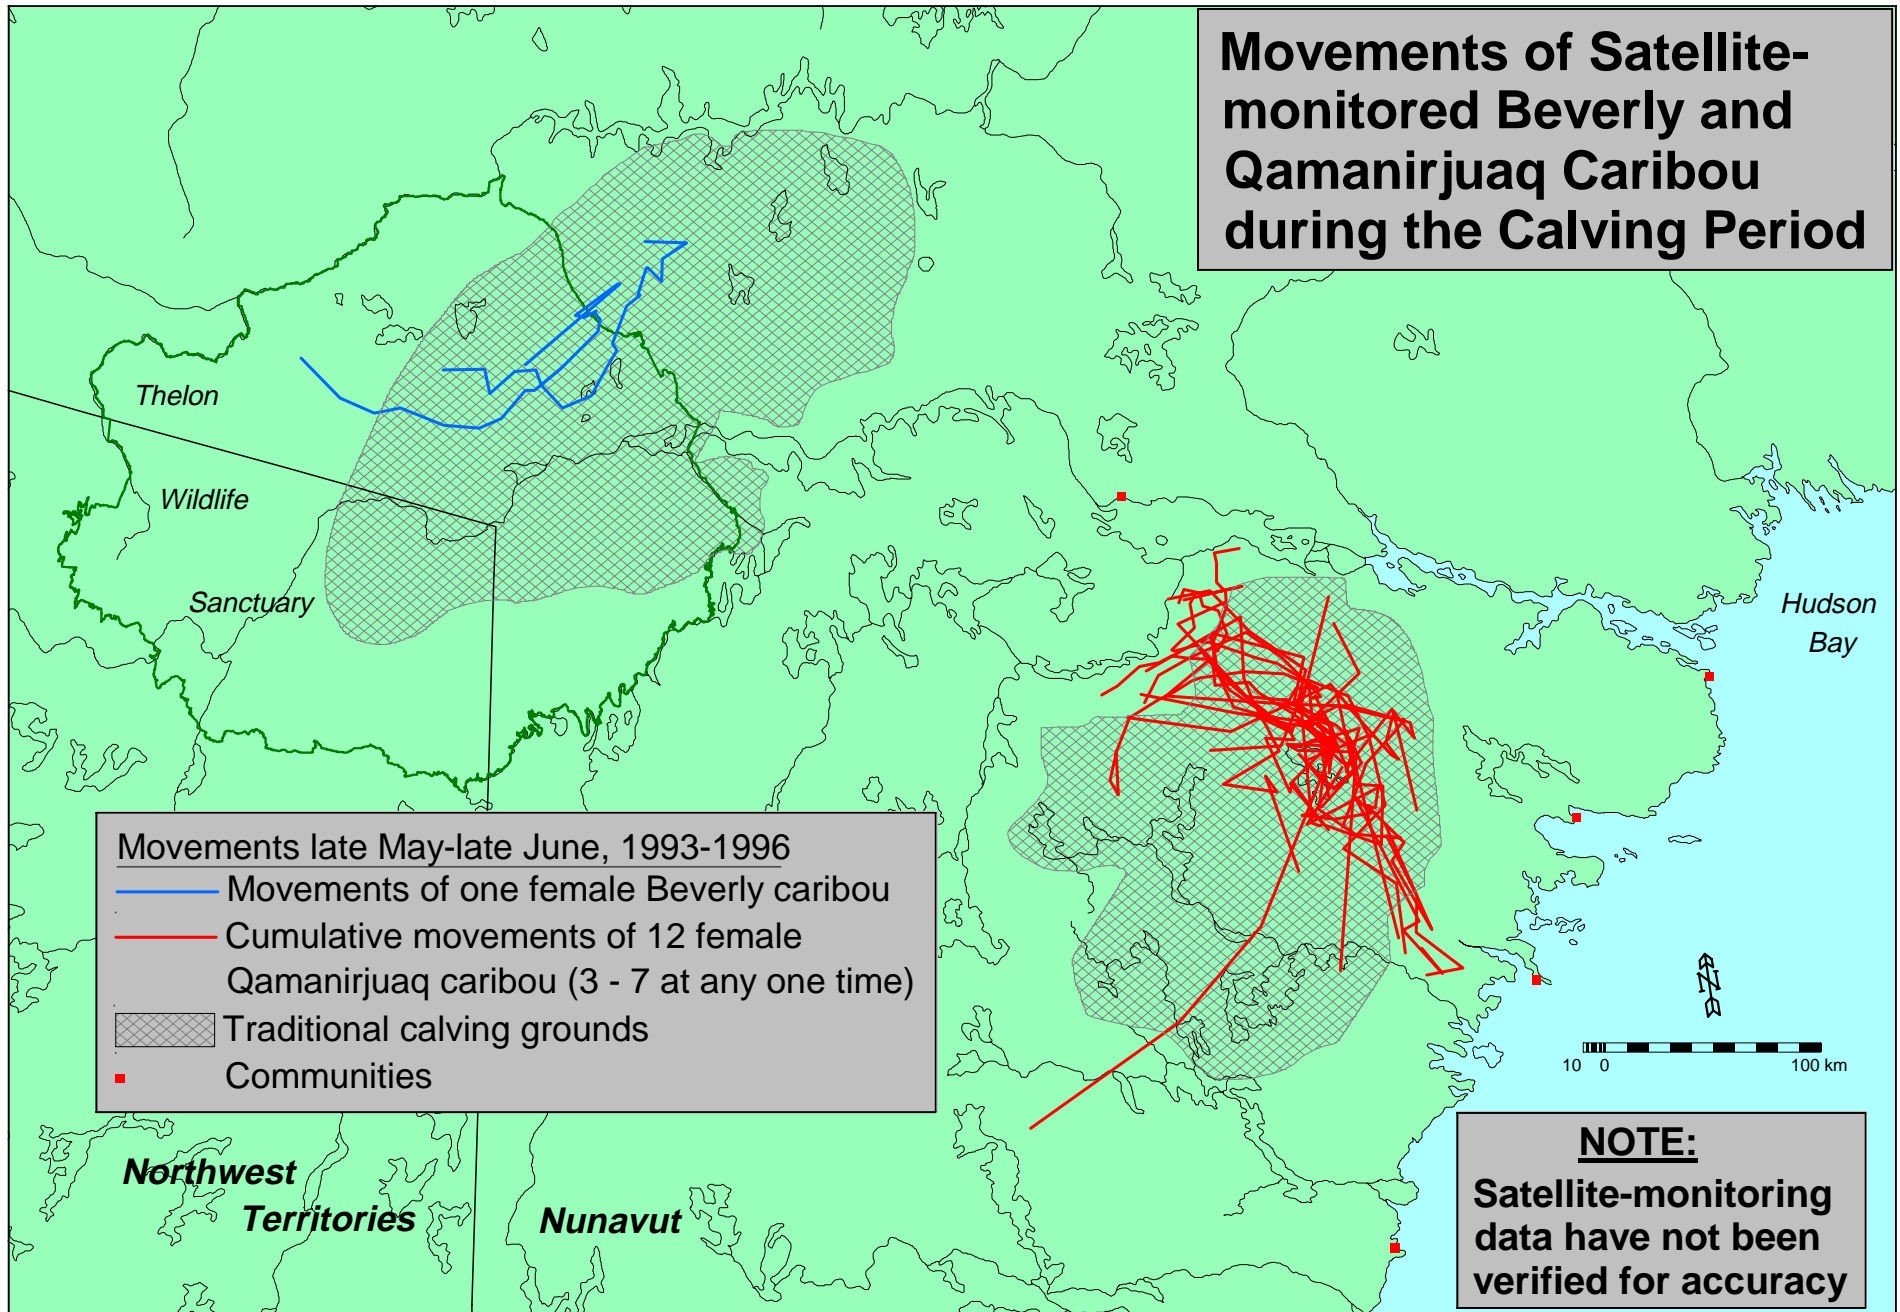 Movements of Satellite-
monitored Beverly and
Qamanirjuaq Caribou
during the Calving Period
Thelon
Wildlife
Sanctuary
Hudson
Bay
Movements late May-late June, 1993-1996
Movements of one female Beverly caribou
Cumulative movements of 12 female
Qamanirjuaq caribou (3 - 7 at any one time)
Traditional calving grounds
Communities
N
10 0 100 km
Northwest
Territories
Nunavut
NOTE:
Satellite-monitoring
data have not been
verified for accuracy